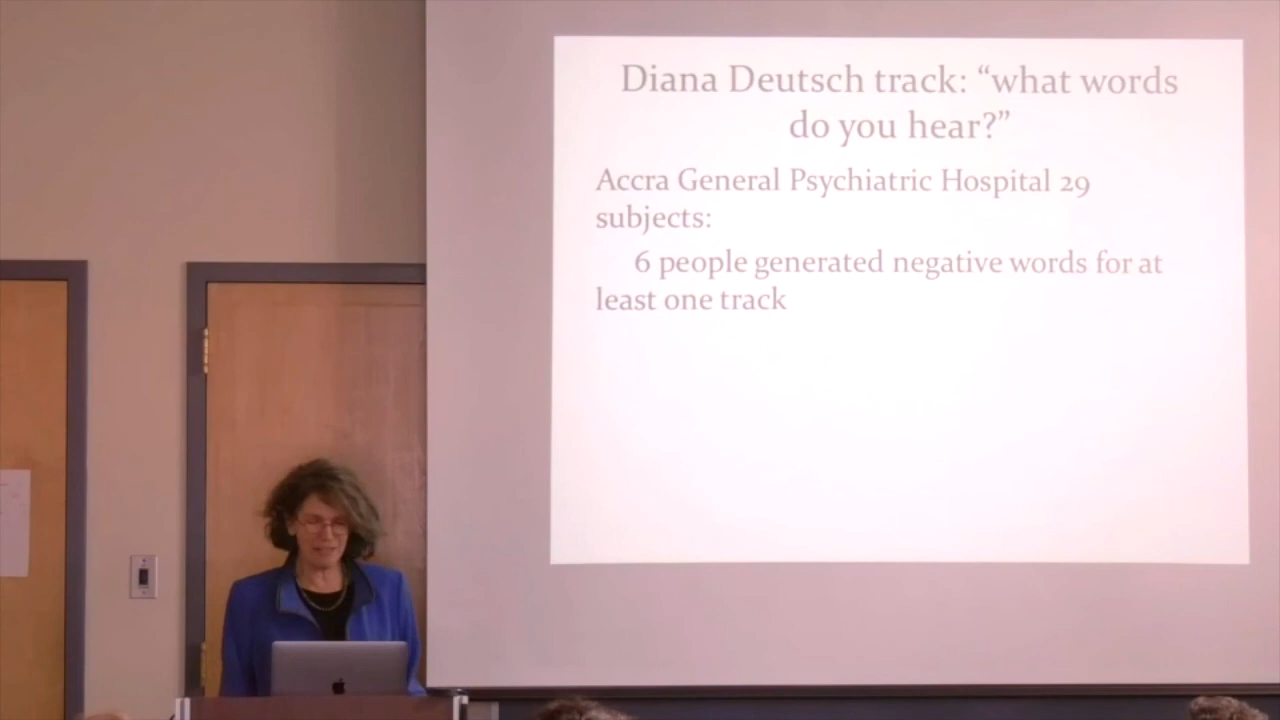 Diana Deutsch track: “what words
do you hear?”
Accra General Psychiatric Hospital 29
subjects:
6 people generated negative words for at
least one track